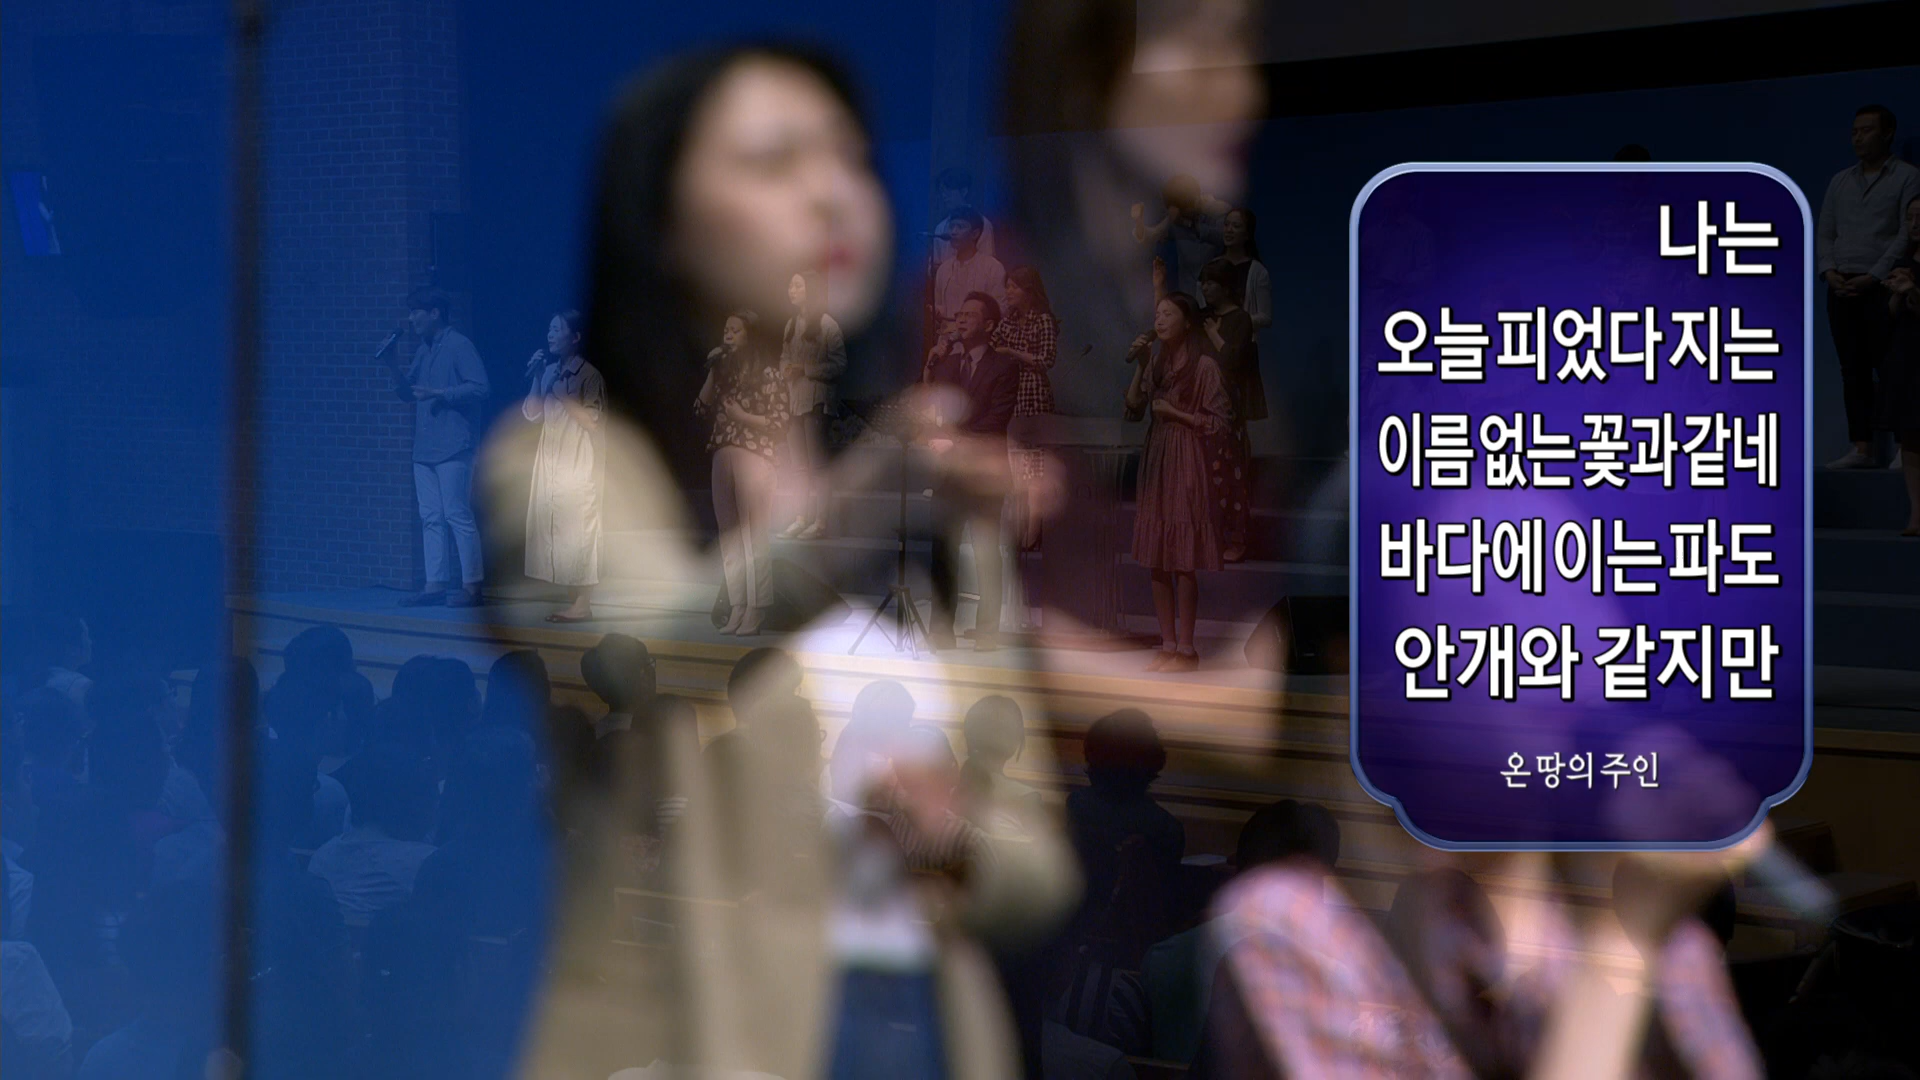 나는
오늘 피었다 지는
이름 없는 꽃과 같네
바다에 이는 파도
안개와 같지만
온 땅의 주인